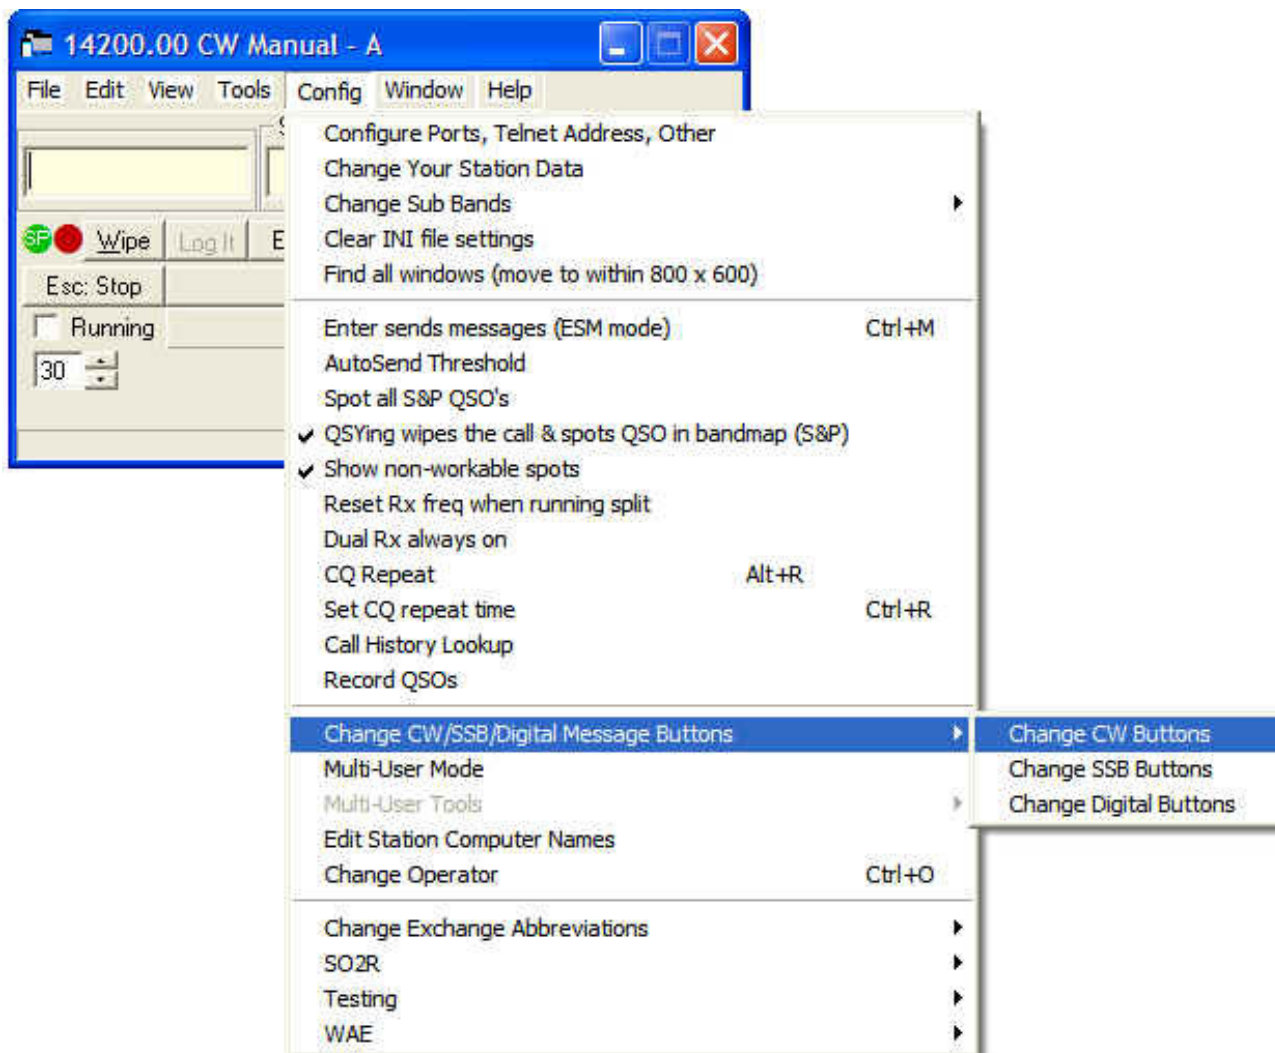 14200.00 CW Manual - A
File Edit View Tools Config Window Help
Configure Ports, Telnet Address, Other
Change Your Station Data
Change Sub Bands
SP Wipe Log It E
Clear INI file settings
Find all windows (move to within 800 x 600)
Esc: Stop
Running
Enter sends messages (ESM mode) Ctrl+M
30
AutoSend Threshold
Spot all S&P QSO's
QSYing wipes the call & spots QSO in bandmap (S&P)
Show non-workable spots
Reset Rx freq when running split
Dual Rx always on
CQ Repeat Alt+R
Set CQ repeat time Ctrl+R
Call History Lookup
Record QSOs
Change CW/SSB/Digital Message Buttons
Change CW Buttons
Multi-User Mode
Change SSB Buttons
Multi-User Tools
Change Digital Buttons
Edit Station Computer Names
Change Operator Ctrl+O
Change Exchange Abbreviations
SO2R
Testing
WAE